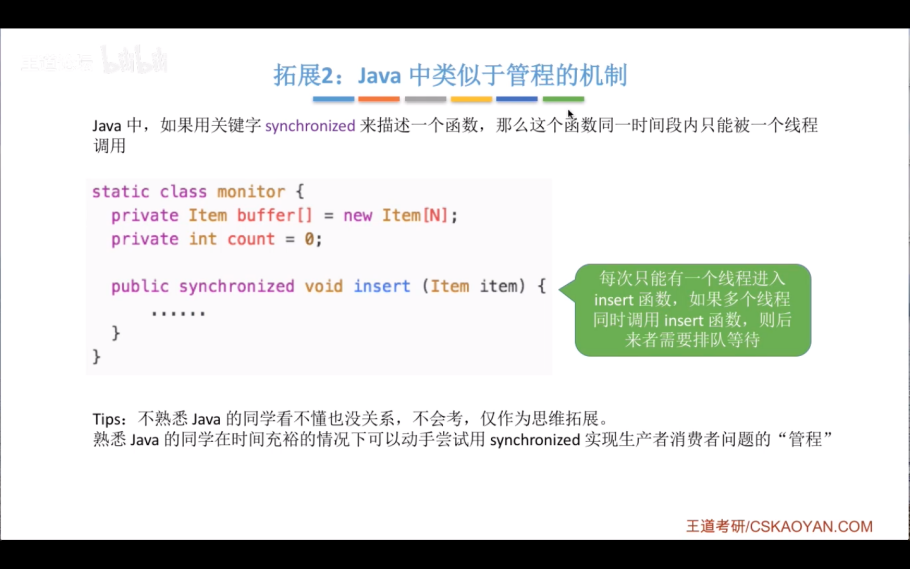 拓展2：Java 中类似于管程的机制
Java 中，如果用关键字 synchronized 来描述一个函数，那么这个函数同一时间段内只能被一个线程
调用
static class monitor {
private Item buffer[] = new Item[N];
private int count = 0;
public synchronized void insert (Item item) {
......
}
}
每次只能有一个线程进入
insert 函数，如果多个线程
同时调用 insert 函数，则后
来者需要排队等待
Tips：不熟悉 Java 的同学看不懂也没关系，不会考，仅作为思维拓展。
熟悉 Java 的同学在时间充裕的情况下可以动手尝试用 synchronized 实现生产者消费者问题的“管程”
王道考研/CSKAOYAN.COM